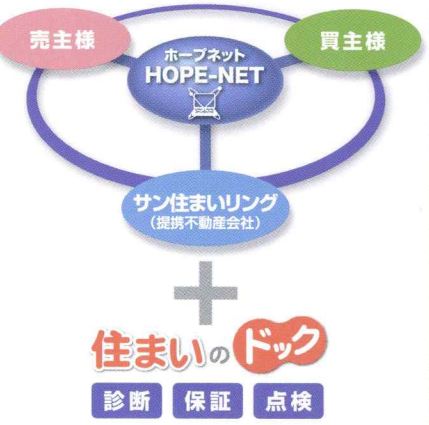 売主様
ホープネット
HOPE-NET
買主様
サン住まいリング
(提携不動産会社)
住まいのドック
診断 保証 点検